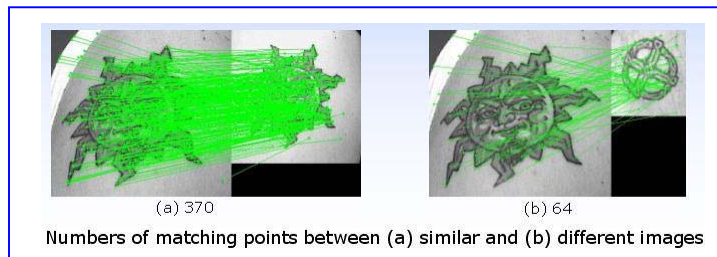 (a) 370
(b) 64
Numbers of matching points between (a) similar and (b) different images